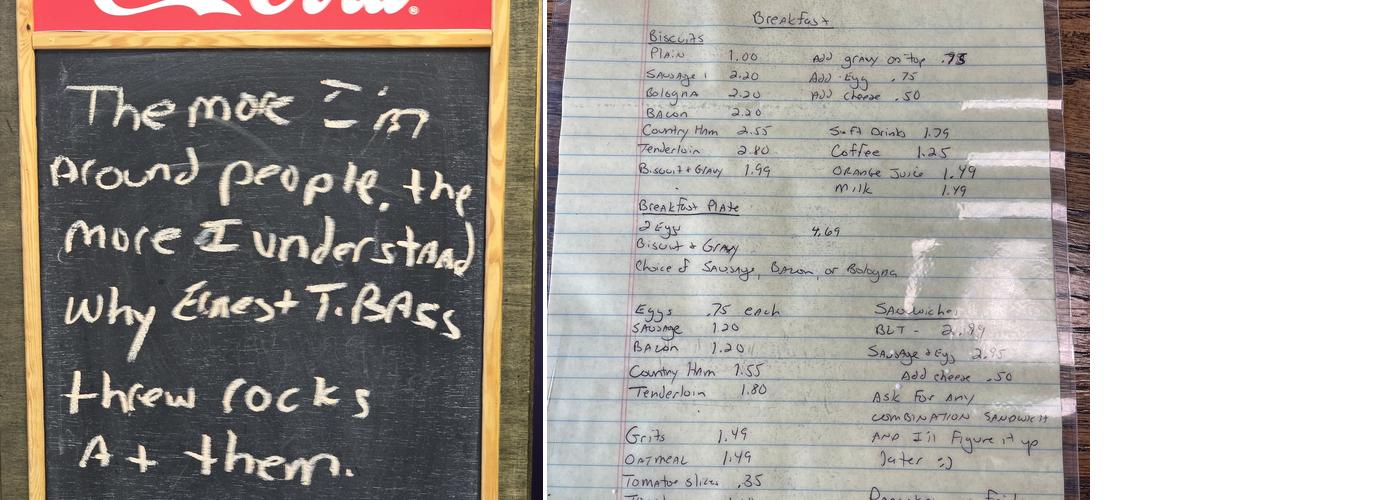 The more I'm
Around people, the
more I understand
why Ernest T. BASS
threw rocks
At them.
Breakfast
Biscuits
Plain 1.00 Add gravy on top .75
Sausage 2.20 Add Egg .75
Bologna 2.20 Add cheese .50
Bacon 2.20
Country Ham 2.55 Soft Drinks 1.79
Tenderloin 2.80 Coffee 1.25
Biscuit + Gravy 1.99 Orange Juice 1.49
Milk 1.49
Breakfast Plate
2 Eggs 4.69
Biscuit + Gravy
Choice of Sausage, Bacon, or Bologna
Eggs .75 each Sandwiches
Sausage 1.20 BLT - 2.99
Bacon 1.20 Sausage + Egg 2.95
Country Ham 1.55 Add cheese .50
Tenderloin 1.80 Ask for Any
COMBINATION SANDWICH
Grits 1.49 AND I'll Figure it up
OATMEAL 1.49 later :)
Tomatoe slices .35